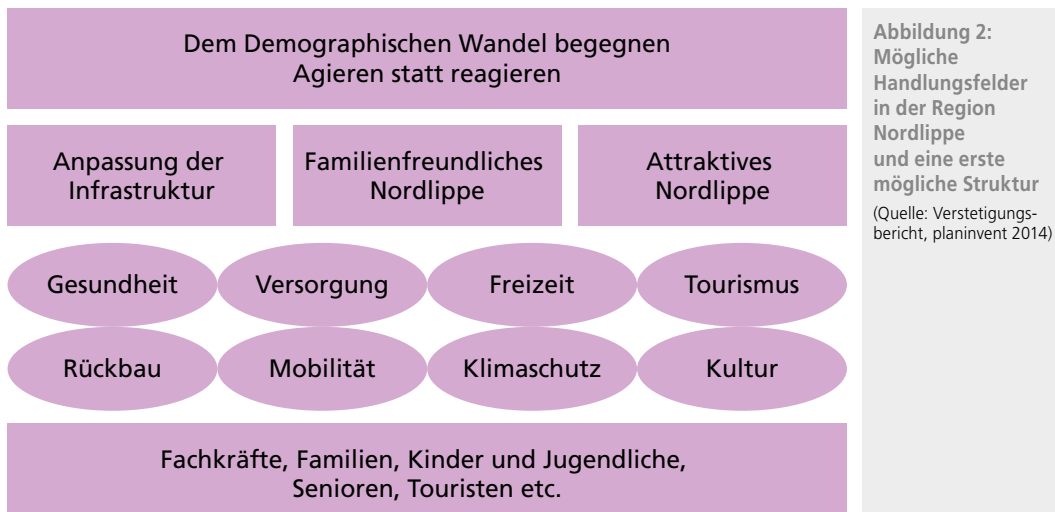 Dem Demographischen Wandel begegnen
Agieren statt reagieren
Anpassung der
Infrastruktur
Familienfreundliches
Nordlippe
Attraktives
Nordlippe
Gesundheit
Versorgung
Freizeit
Tourismus
Rückbau
Mobilität
Klimaschutz
Kultur
Fachkräfte, Familien, Kinder und Jugendliche,
Senioren, Touristen etc.
Abbildung 2:
Mögliche
Handlungsfelder
in der Region
Nordlippe
und eine erste
mögliche Struktur
(Quelle: Verstetigungs-
bericht, planinvent 2014)